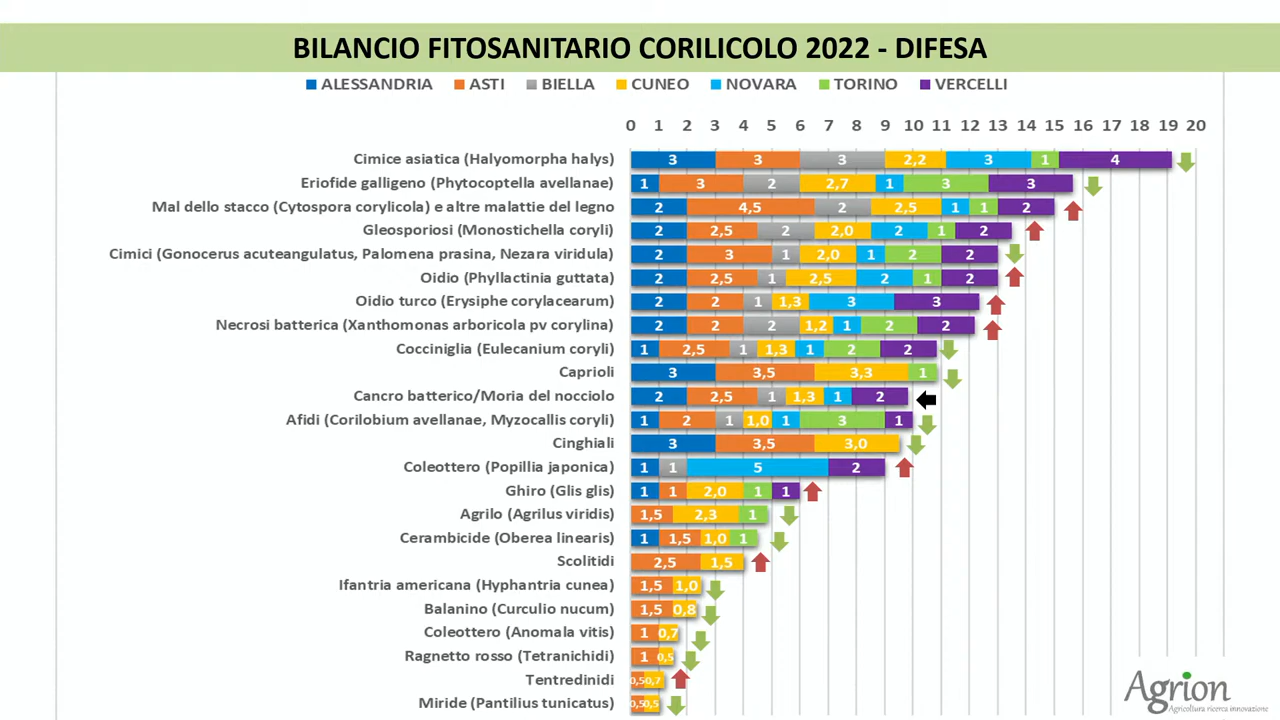 BILANCIO FITOSANITARIO CORILICOLO 2022 - DIFESA
ALESSANDRIA ASTI BIELLA CUNEO NOVARA TORINO VERCELLI
0 1 2 3 4 5 6 7 8 9 10 11 12 13 14 15 16 17 18 19 20
Cimice asiatica (Halyomorpha halys) 3 3 3 2,2 3 1 4
Eriofide galligeno (Phytocoptella avellanae) 1 3 2 2,7 1 3 3
Mal dello stacco (Cytospora corylicola) e altre malattie del legno 2 4,5 2 2,5 1 1 2
Gleosporiosi (Monostichella coryli) 2 2,5 2 2,0 2 1 2
Cimici (Gonocerus acuteangulatus, Palomena prasina, Nezara viridula) 2 3 1 2,0 1 2 2
Oidio (Phyllactinia guttata) 2 2,5 1 2,5 2 1 2
Oidio turco (Erysiphe corylacearum) 2 2 1 1,3 3 3
Necrosi batterica (Xanthomonas arboricola pv corylina) 2 2 2 1,2 1 2 2
Cocciniglia (Eulecanium coryli) 1 2,5 1 1,3 1 2 2
Caprioli 3 3,5 3,3 1
Cancro batterico/Moria del nocciolo 2 2,5 1 1,3 1 2
Afidi (Corilobium avellanae, Myzocallis coryli) 1 2 1 1,0 1 3 1
Cinghiali 3 3,5 3,0
Coleottero (Popillia japonica) 1 1 5 2
Ghiro (Glis glis) 1 1 2,0 1 1
Agrilo (Agrilus viridis) 1,5 2,3 1
Cerambicide (Oberea linearis) 1 1,5 1,0 1
Scolitidi 2,5 1,5
Ifantria americana (Hyphantria cunea) 1,5 1,0
Balanino (Curculio nucum) 1,5 0,8
Coleottero (Anomala vitis) 1 0,7
Ragnetto rosso (Tetranichidi) 1 0,5
Tentredinidi 0,5 0,7
Miride (Pantilius tunicatus) 0,5 0,5
Agrion
Agricoltura ricerca innovazione